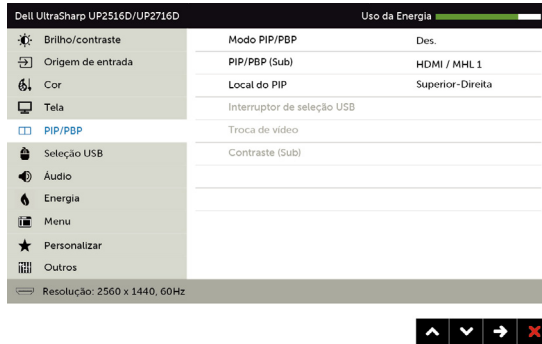 Dell UltraSharp UP2516D/UP2716D
Uso da Energia
Brilho/contraste
Modo PIP/PBP
Des.
Origem de entrada
PIP/PBP (Sub)
HDMI / MHL 1
Cor
Local do PIP
Superior-Direita
Tela
Interruptor de seleção USB
PIP/PBP
Troca de vídeo
Seleção USB
Contraste (Sub)
Áudio
Energia
Menu
Personalizar
Outros
Resolução: 2560 x 1440, 60Hz